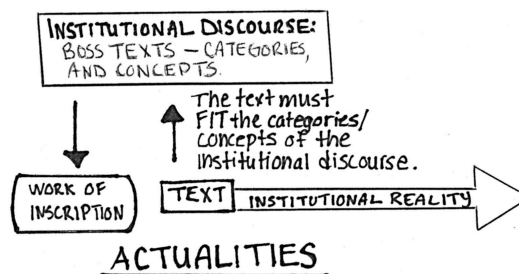 INSTITUTIONAL DISCOURSE:
BOSS TEXTS – CATEGORIES,
AND CONCEPTS.
The text must
FIT the categories/
concepts of the
institutional discourse.
WORK OF
INSCRIPTION
TEXT
INSTITUTIONAL REALITY
ACTUALITIES